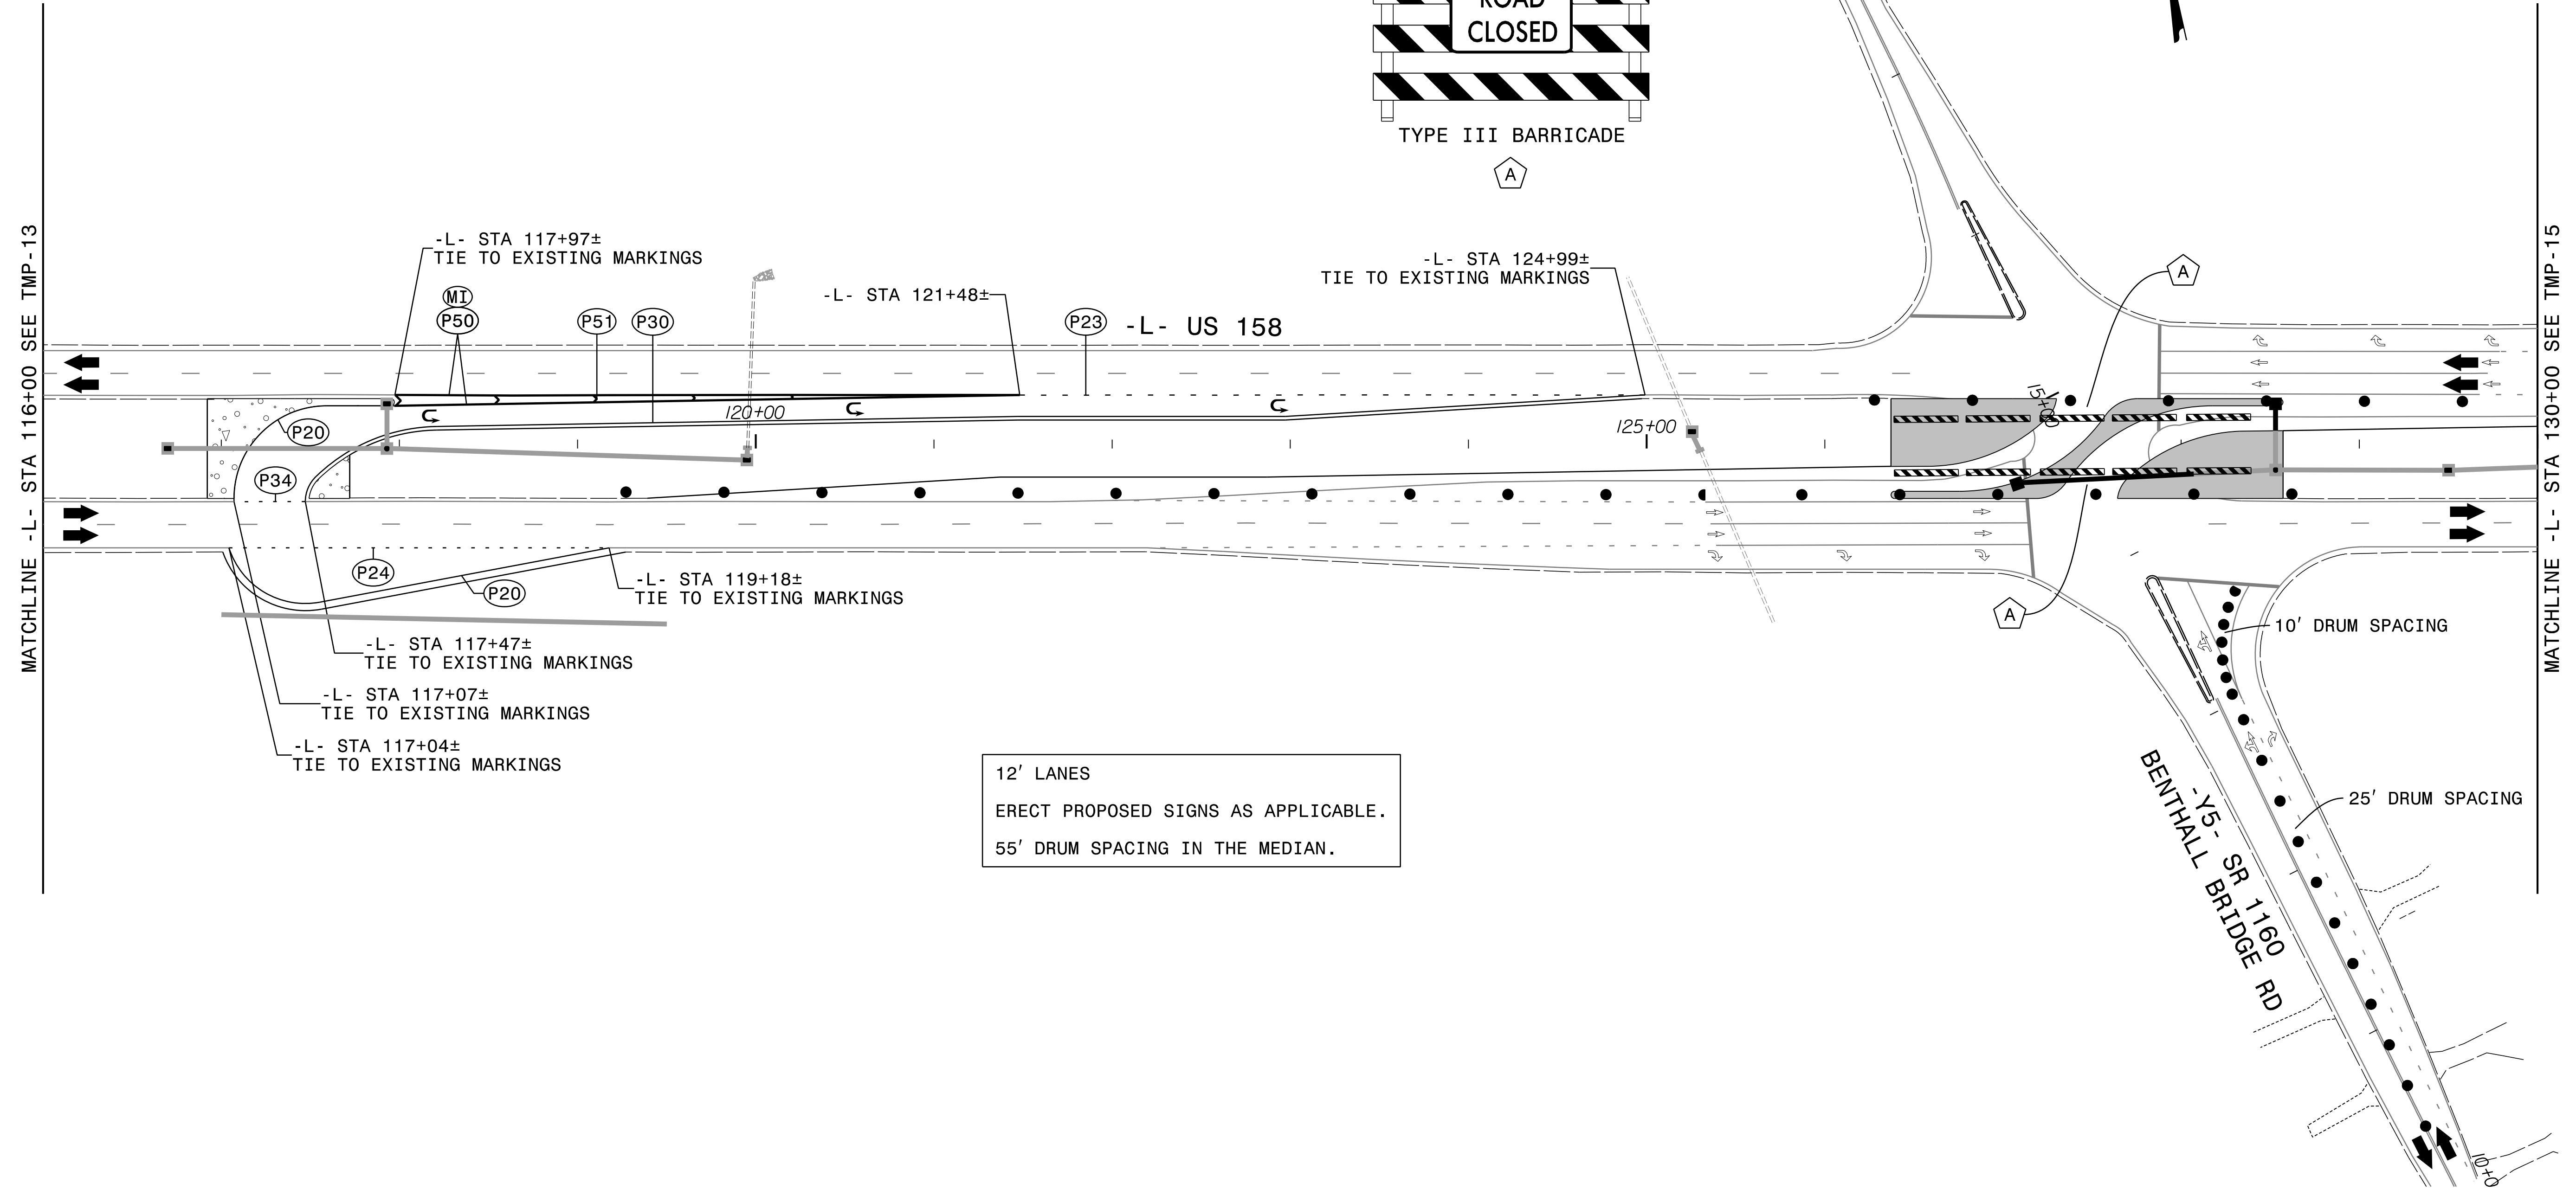 ROAD
CLOSED
TYPE III BARRICADE
A
MATCHLINE -L- STA 116+00 SEE TMP-13
-L- STA 117+97±
TIE TO EXISTING MARKINGS
MI
P50
P51
P30
-L- STA 121+48±
P23
-L- US 158
-L- STA 124+99±
TIE TO EXISTING MARKINGS
A
MATCHLINE -L- STA 130+00 SEE TMP-15
P20
120+00
125+00
15+00
P34
P24
P20
-L- STA 119+18±
TIE TO EXISTING MARKINGS
A
10' DRUM SPACING
-L- STA 117+47±
TIE TO EXISTING MARKINGS
-L- STA 117+07±
TIE TO EXISTING MARKINGS
-L- STA 117+04±
TIE TO EXISTING MARKINGS
12' LANES
ERECT PROPOSED SIGNS AS APPLICABLE.
55' DRUM SPACING IN THE MEDIAN.
25' DRUM SPACING
-Y5- SR 1160
BENTHALL BRIDGE RD
10+0